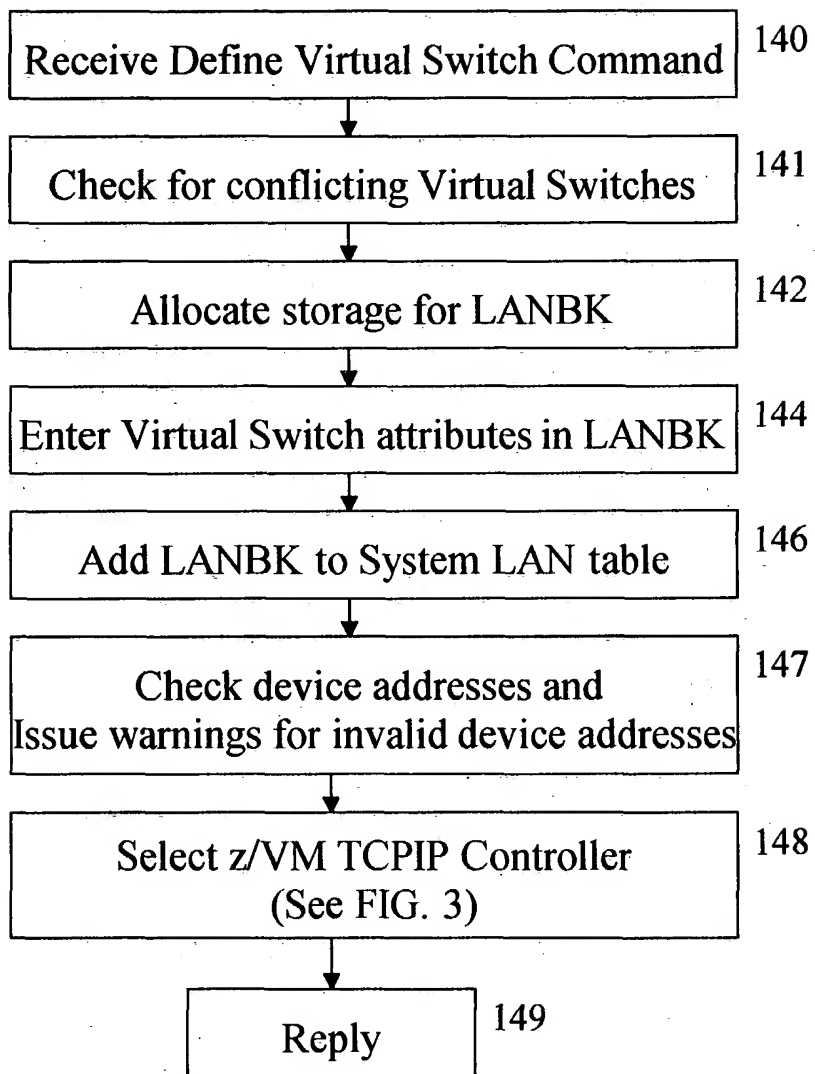 Receive Define Virtual Switch Command
140
Check for conflicting Virtual Switches
141
Allocate storage for LANBK
142
Enter Virtual Switch attributes in LANBK
144
Add LANBK to System LAN table
146
Check device addresses and
Issue warnings for invalid device addresses
147
Select z/VM TCPIP Controller
(See FIG. 3)
148
Reply
149